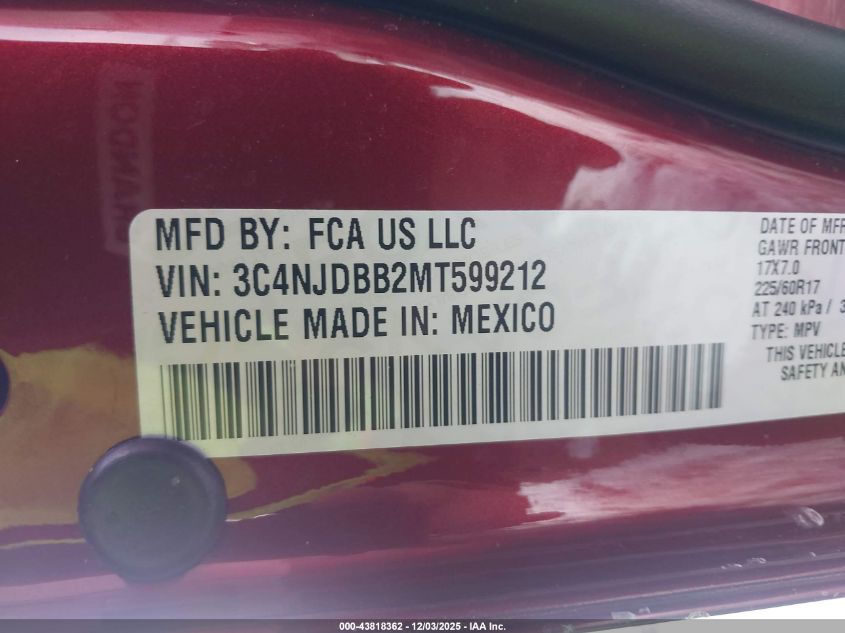 MFD BY: FCA US LLC
VIN: 3C4NJDBB2MT599212
VEHICLE MADE IN: MEXICO
DATE OF MFR
GAWR FRONT
17X7.0
225/60R17
AT 240 kPa / 3
TYPE: MPV
THIS VEHICLE
SAFETY AN
000-43818362 - 12/03/2025 - IAA Inc.